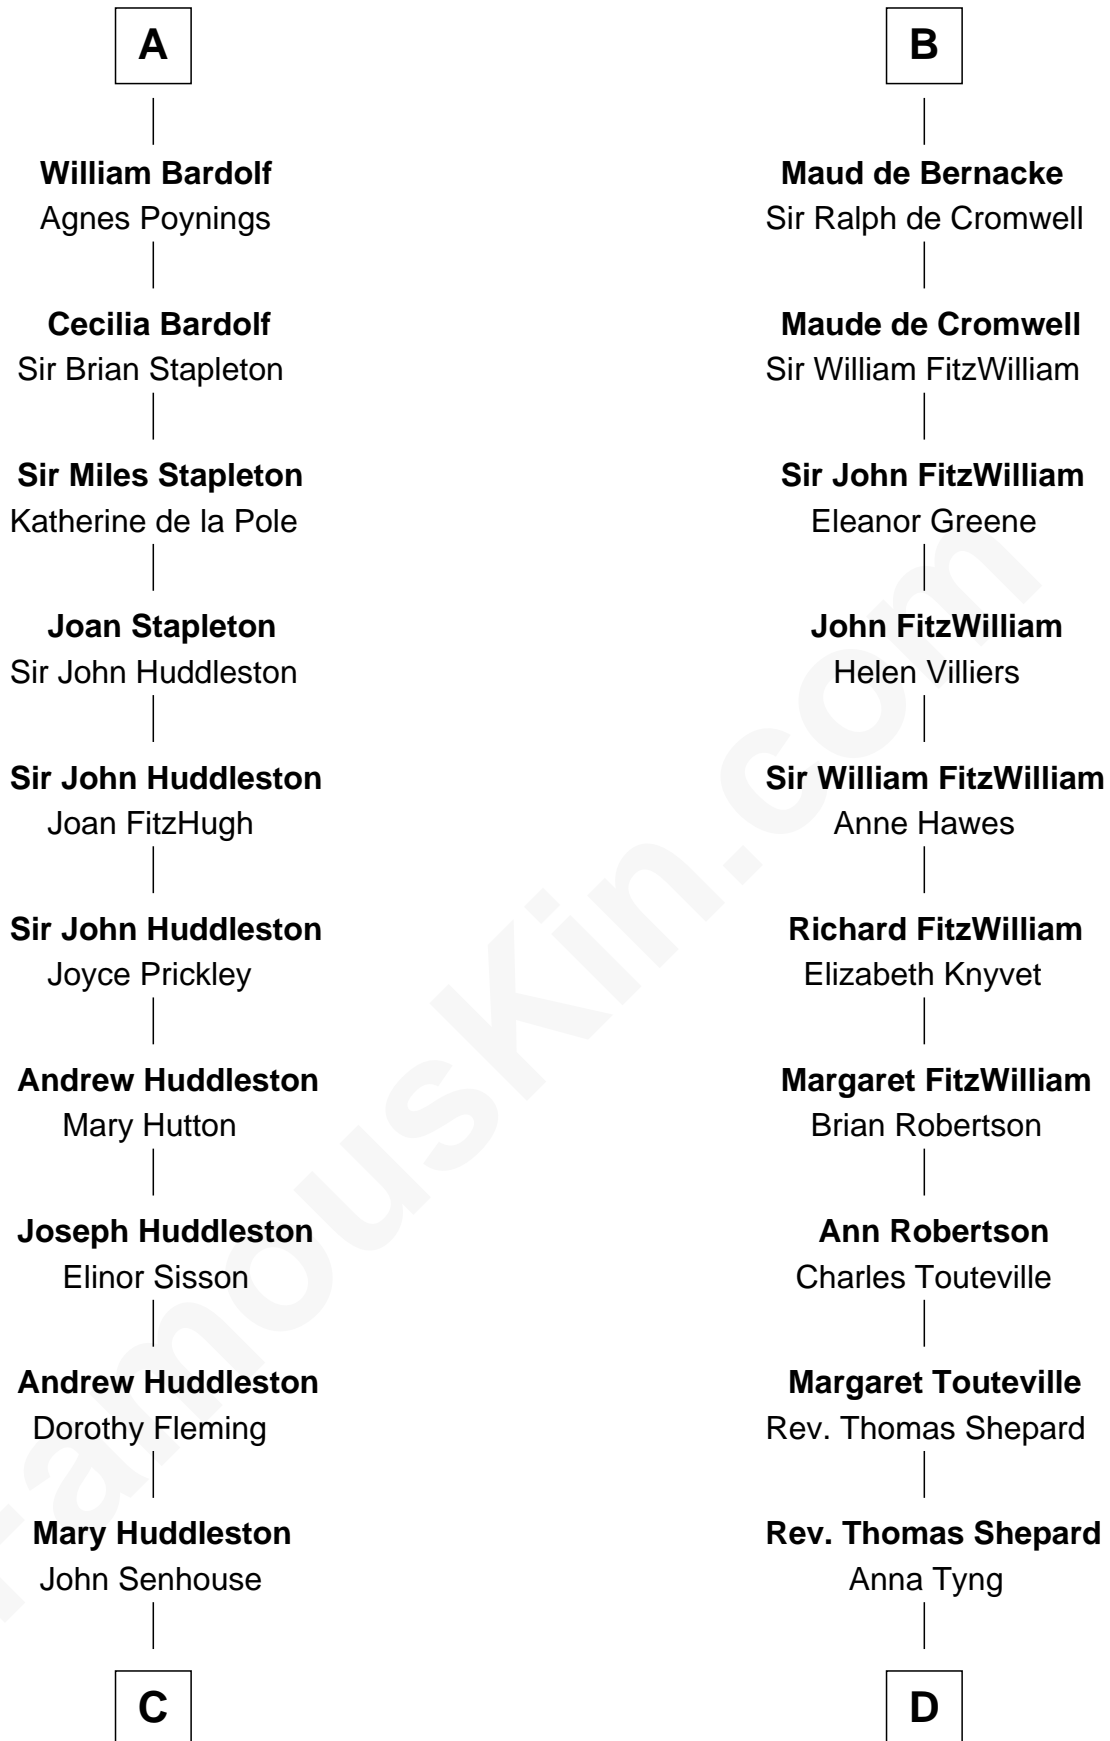 A
William Bardolf
Agnes Poynings
Cecilia Bardolf
Sir Brian Stapleton
Sir Miles Stapleton
Katherine de la Pole
Joan Stapleton
Sir John Huddleston
Sir John Huddleston
Joan FitzHugh
Sir John Huddleston
Joyce Prickley
Andrew Huddleston
Mary Hutton
Joseph Huddleston
Elinor Sisson
Andrew Huddleston
Dorothy Fleming
Mary Huddleston
John Senhouse
C
B
Maud de Bernacke
Sir Ralph de Cromwell
Maude de Cromwell
Sir William FitzWilliam
Sir John FitzWilliam
Eleanor Greene
John FitzWilliam
Helen Villiers
Sir William FitzWilliam
Anne Hawes
Richard FitzWilliam
Elizabeth Knyvet
Margaret FitzWilliam
Brian Robertson
Ann Robertson
Charles Touteville
Margaret Touteville
Rev. Thomas Shepard
Rev. Thomas Shepard
Anna Tyng
D
FamousKin.com